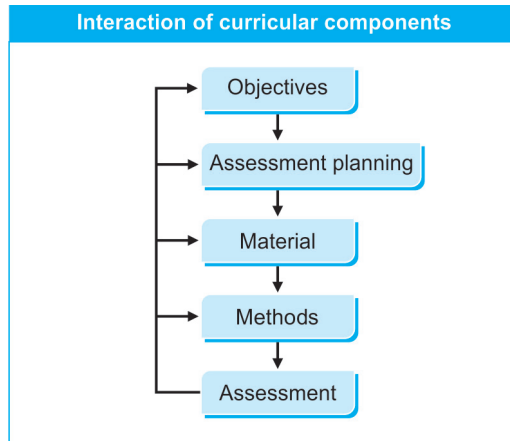 Interaction of curricular components
Objectives
Assessment planning
Material
Methods
Assessment